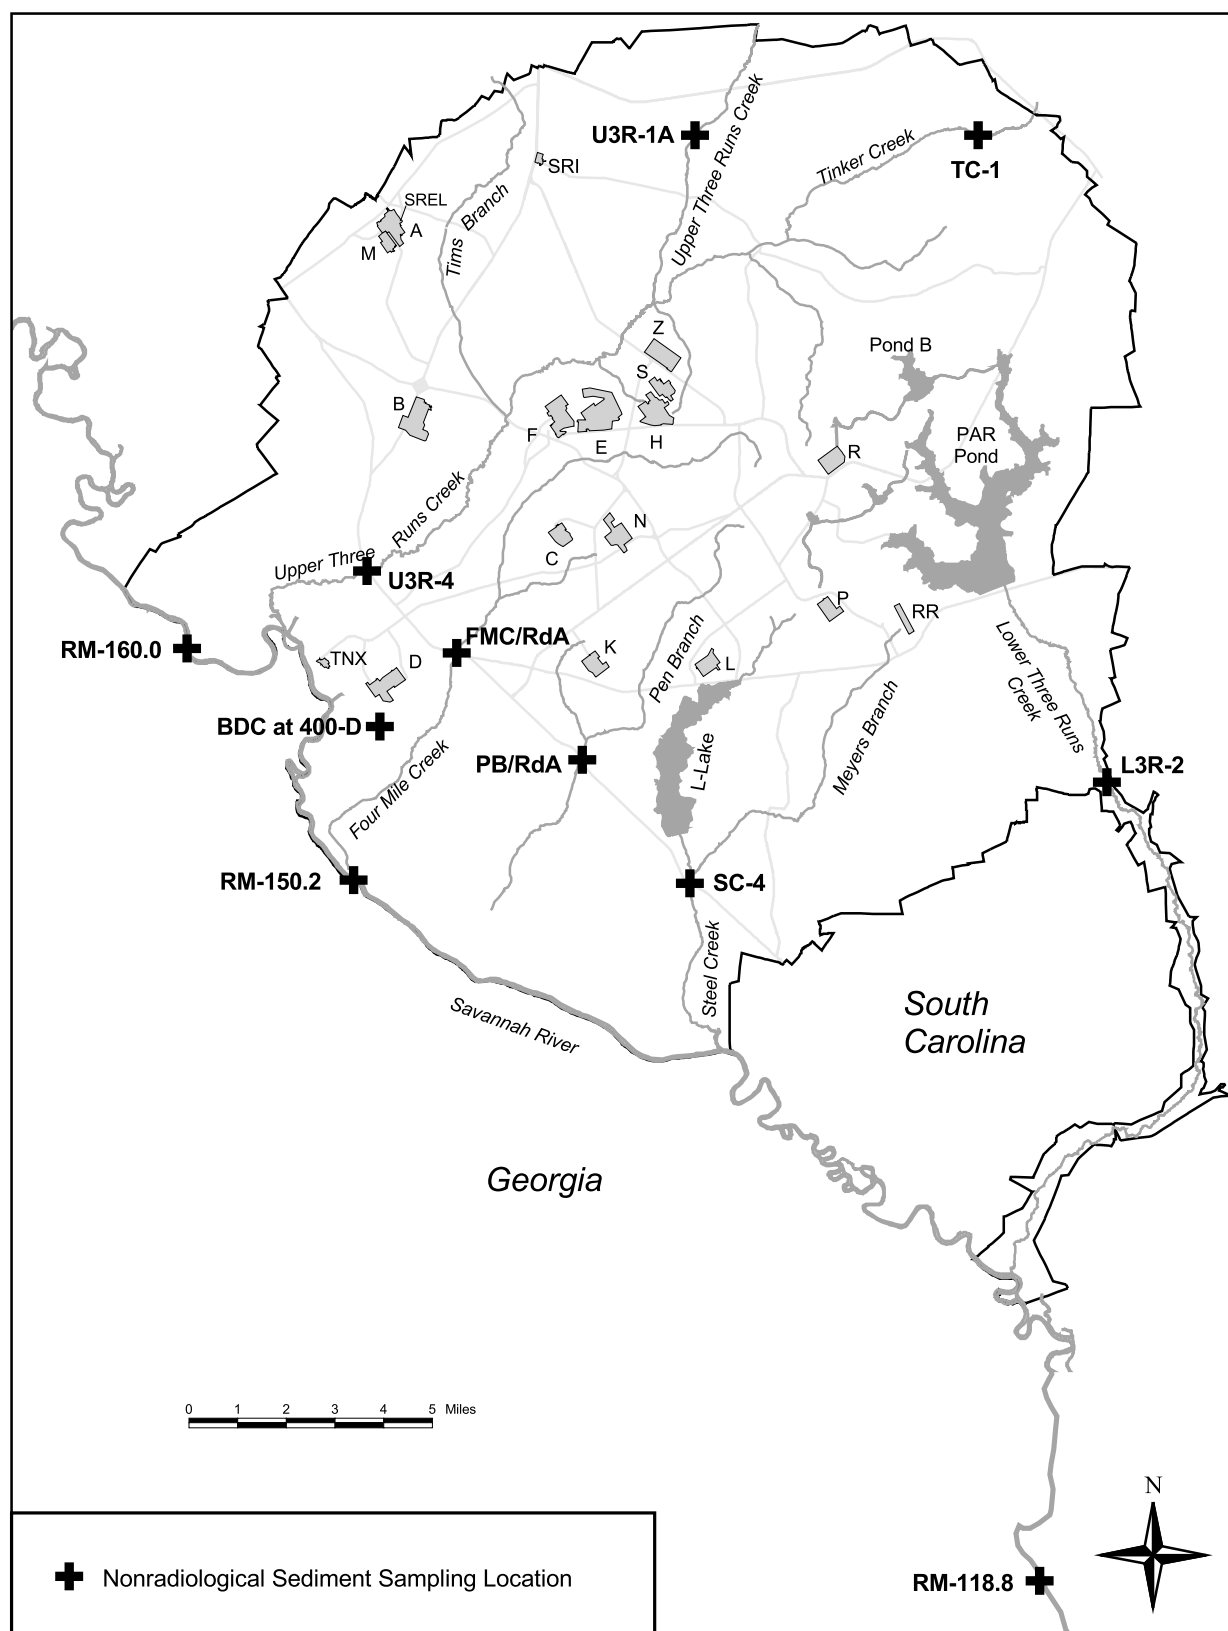 U3R-1A
Upper Three Runs Creek
Tinker Creek
TC-1
SRI
SREL
A
M
Tims Branch
Z
Pond B
S
B
F
E
H
R
PAR
Pond
Runs Creek
N
C
Upper Three
U3R-4
P
RR
RM-160.0
FMC/RdA
TNX
D
K
Pen Branch
L
Lower Three Runs
Creek
BDC at 400-D
PB/RdA
L-Lake
Meyers Branch
L3R-2
Four Mile Creek
RM-150.2
SC-4
Steel Creek
Savannah River
South
Carolina
Georgia
0 1 2 3 4 5 Miles
N
Nonradiological Sediment Sampling Location
RM-118.8